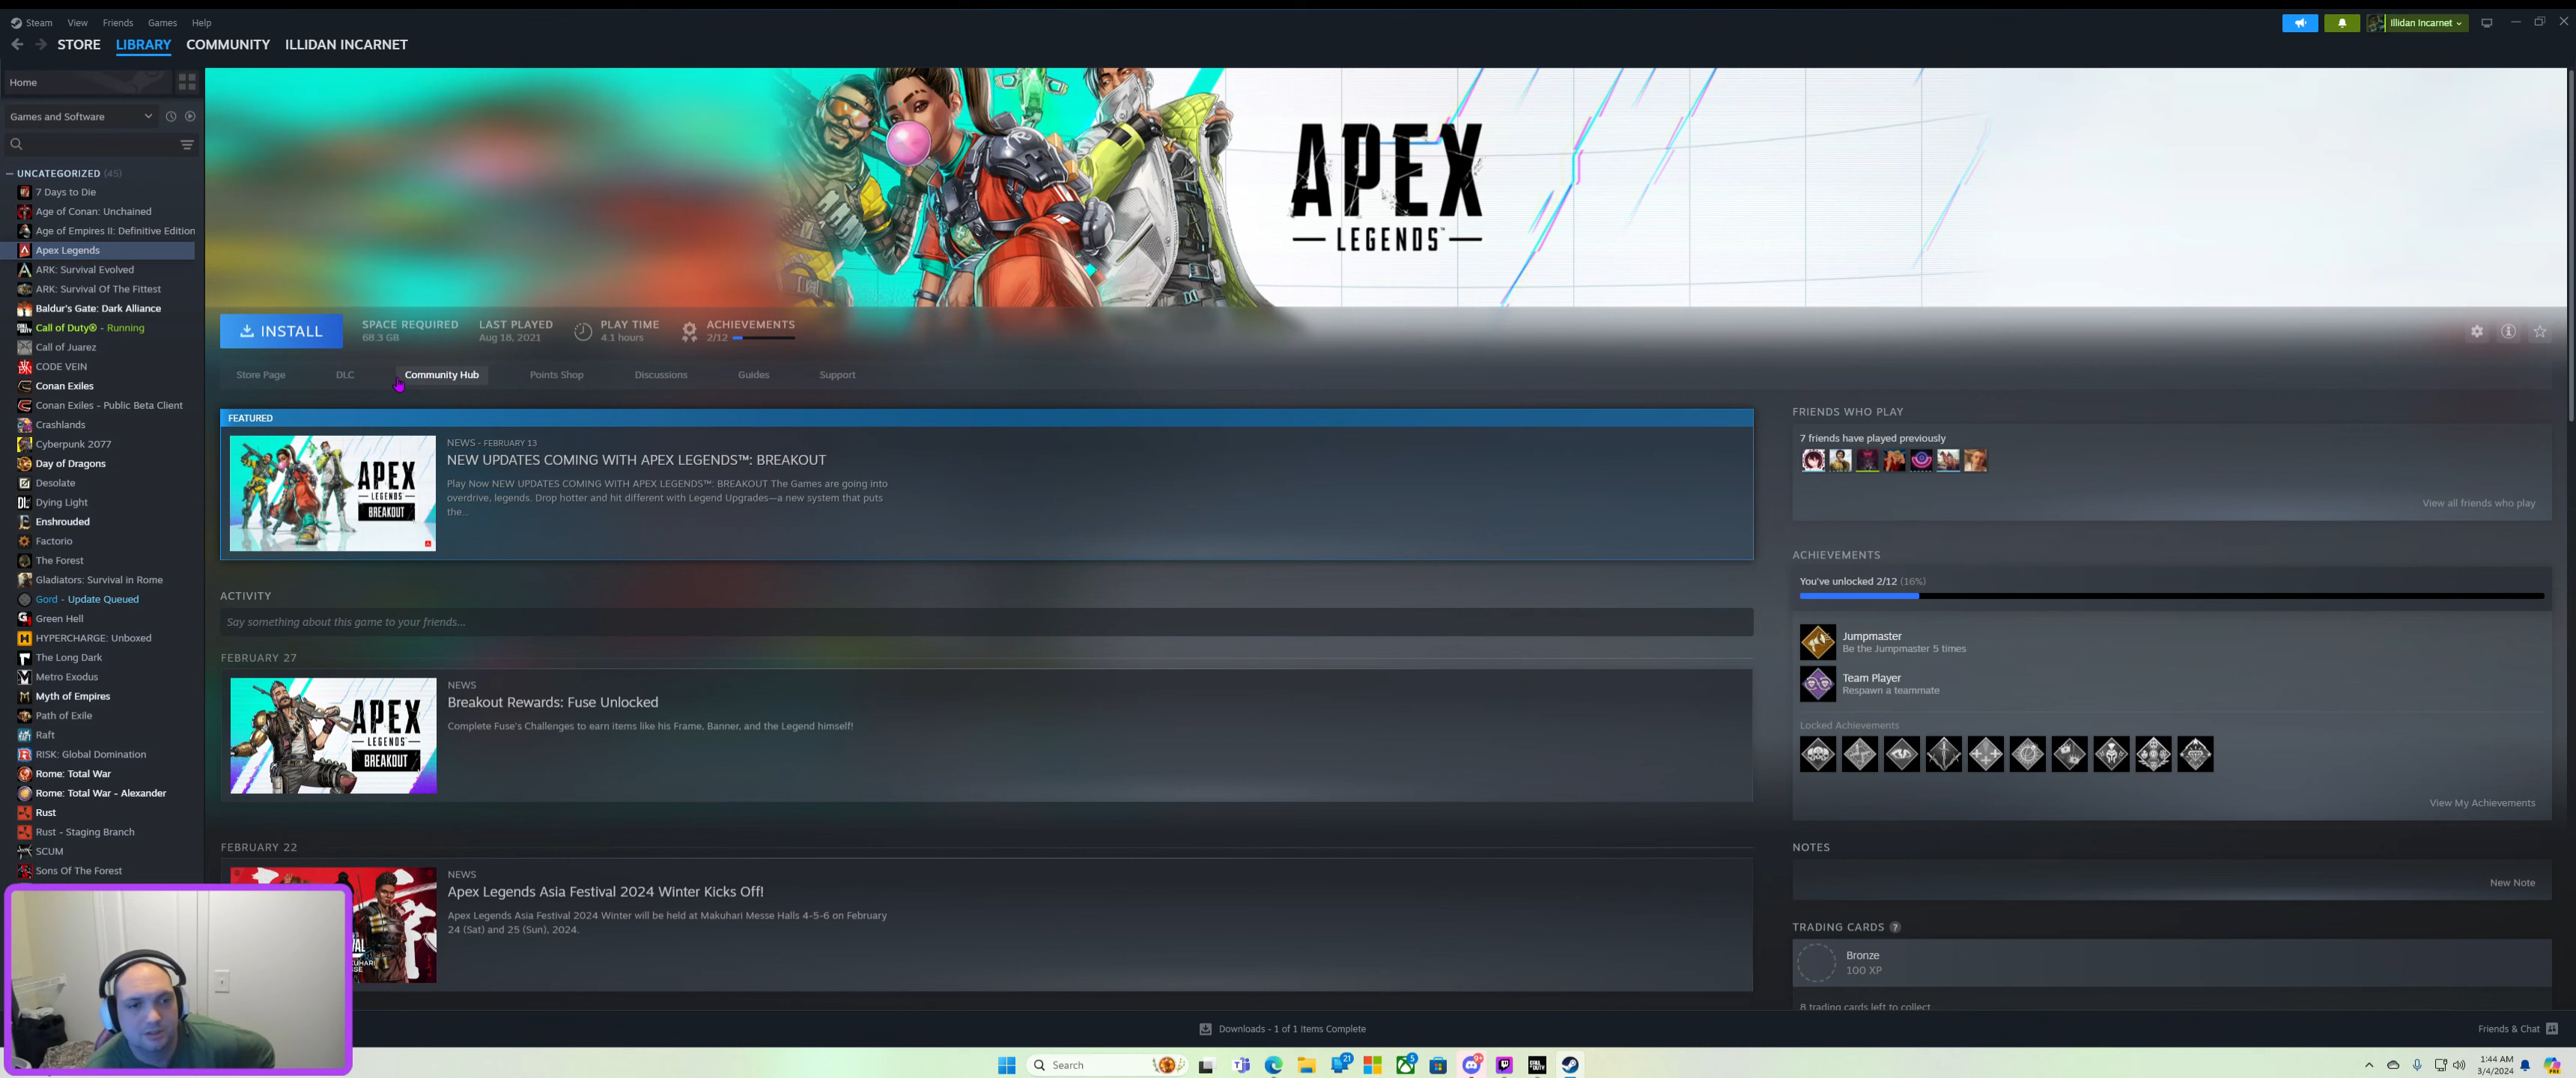 Steam View Friends Games Help
Illidan Incarnet
STORE LIBRARY COMMUNITY ILLIDAN INCARNET
Home
Games and Software
UNCATEGORIZED (45)
7 Days to Die
Age of Conan: Unchained
Age of Empires II: Definitive Edition
Apex Legends
ARK: Survival Evolved
ARK: Survival Of The Fittest
Baldur's Gate: Dark Alliance
Call of Duty® - Running
Call of Juarez
CODE VEIN
Conan Exiles
Conan Exiles - Public Beta Client
Crashlands
Cyberpunk 2077
Day of Dragons
Desolate
Dying Light
Enshrouded
Factorio
The Forest
Gladiators: Survival in Rome
Gord - Update Queued
Green Hell
HYPERCHARGE: Unboxed
The Long Dark
Metro Exodus
Myth of Empires
Path of Exile
Raft
RISK: Global Domination
Rome: Total War
Rome: Total War - Alexander
Rust
Rust - Staging Branch
SCUM
Sons Of The Forest
APEX
LEGENDS™
INSTALL
SPACE REQUIRED
68.3 GB
LAST PLAYED
Aug 18, 2021
PLAY TIME
4.1 hours
ACHIEVEMENTS
2/12
Store Page DLC Community Hub Points Shop Discussions Guides Support
FEATURED
APEX
LEGENDS
BREAKOUT
NEWS - FEBRUARY 13
NEW UPDATES COMING WITH APEX LEGENDS™: BREAKOUT
Play Now NEW UPDATES COMING WITH APEX LEGENDS™: BREAKOUT The Games are going into
overdrive, legends. Drop hotter and hit different with Legend Upgrades—a new system that puts
the...
ACTIVITY
Say something about this game to your friends...
FEBRUARY 27
APEX
LEGENDS
BREAKOUT
NEWS
Breakout Rewards: Fuse Unlocked
Complete Fuse's Challenges to earn items like his Frame, Banner, and the Legend himself!
FEBRUARY 22
NEWS
Apex Legends Asia Festival 2024 Winter Kicks Off!
Apex Legends Asia Festival 2024 Winter will be held at Makuhari Messe Halls 4-5-6 on February
24 (Sat) and 25 (Sun), 2024.
FRIENDS WHO PLAY
7 friends have played previously
View all friends who play
ACHIEVEMENTS
You've unlocked 2/12 (16%)
Jumpmaster
Be the Jumpmaster 5 times
Team Player
Respawn a teammate
Locked Achievements
View My Achievements
NOTES
New Note
TRADING CARDS ?
Bronze
100 XP
8 trading cards left to collect
Downloads - 1 of 1 Items Complete
Friends & Chat
Search
21
5
9+
1:44 AM
3/4/2024